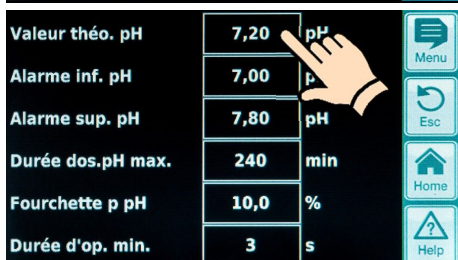 Valeur théo. pH 7,20 pH
Menu
Alarme inf. pH 7,00
Alarme sup. pH 7,80 pH
Esc
Durée dos.pH max. 240 min
Home
Fourchette p pH 10,0 %
Durée d'op. min. 3 s
Help